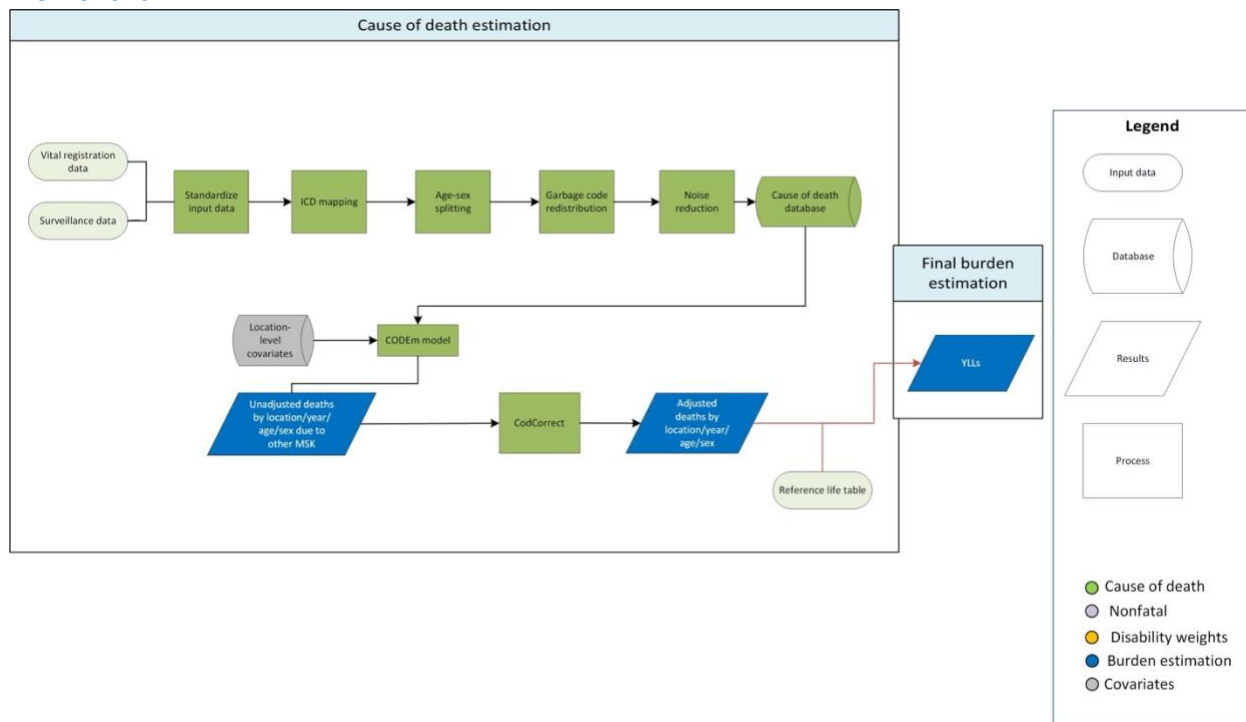 Cause of death estimation
Vital registration
data
Surveillance data
Standardize
input data
ICD mapping
Age-sex
splitting
Garbage code
redistribution
Noise
reduction
Cause of death
database
Location-
level
covariates
CODEm model
Unadjusted deaths
by location/year/
age/sex due to
other MSK
CodCorrect
Adjusted
deaths by
location/year/
age/sex
Reference life table
Final burden
estimation
YLLs
Legend
Input data
Database
Results
Process
Cause of death
Nonfatal
Disability weights
Burden estimation
Covariates